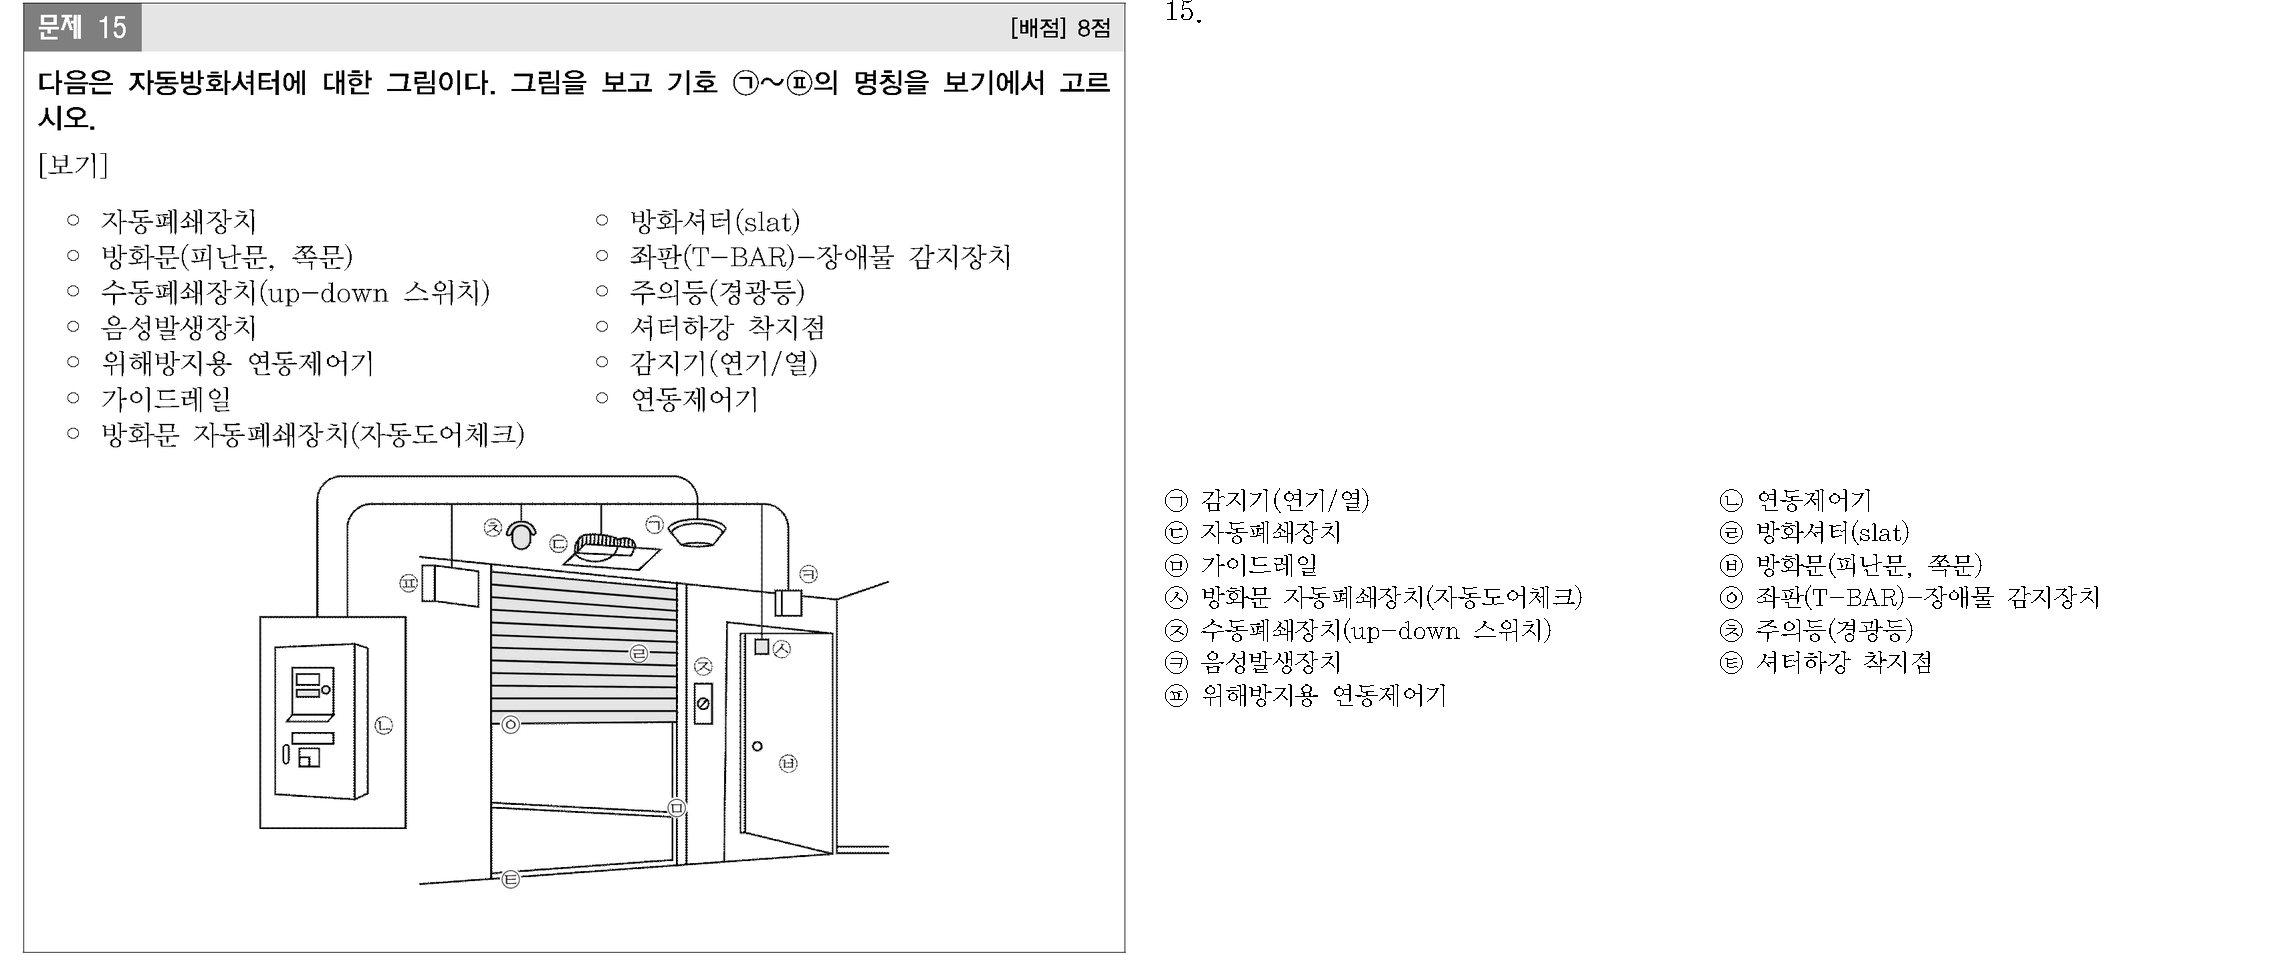 문제 15
[배점] 8점
다음은 자동방화셔터에 대한 그림이다. 그림을 보고 기호 ㉠～㉤의 명칭을 보기에서 고르
시오.
[보기]
○ 자동폐쇄장치
○ 방화셔터(slat)
○ 방화문(피난문, 쪽문)
○ 좌판(T-BAR)-장애물 감지장치
○ 수동폐쇄장치(up-down 스위치)
○ 주의등(경광등)
○ 음성발생장치
○ 셔터하강 착지점
○ 위해방지용 연동제어기
○ 감지기(연기/열)
○ 가이드레일
○ 연동제어기
○ 방화문 자동폐쇄장치(자동도어체크)
㉩
㉢
㉠
㉬
㉪
㉣
㉦
㉨
㉡
㉧
㉥
㉤
㉫
15.
㉠ 감지기(연기/열)
㉡ 연동제어기
㉢ 자동폐쇄장치
㉣ 방화셔터(slat)
㉤ 가이드레일
㉥ 방화문(피난문, 쪽문)
㉦ 방화문 자동폐쇄장치(자동도어체크)
㉧ 좌판(T-BAR)-장애물 감지장치
㉨ 수동폐쇄장치(up-down 스위치)
㉩ 주의등(경광등)
㉪ 음성발생장치
㉫ 셔터하강 착지점
㉬ 위해방지용 연동제어기